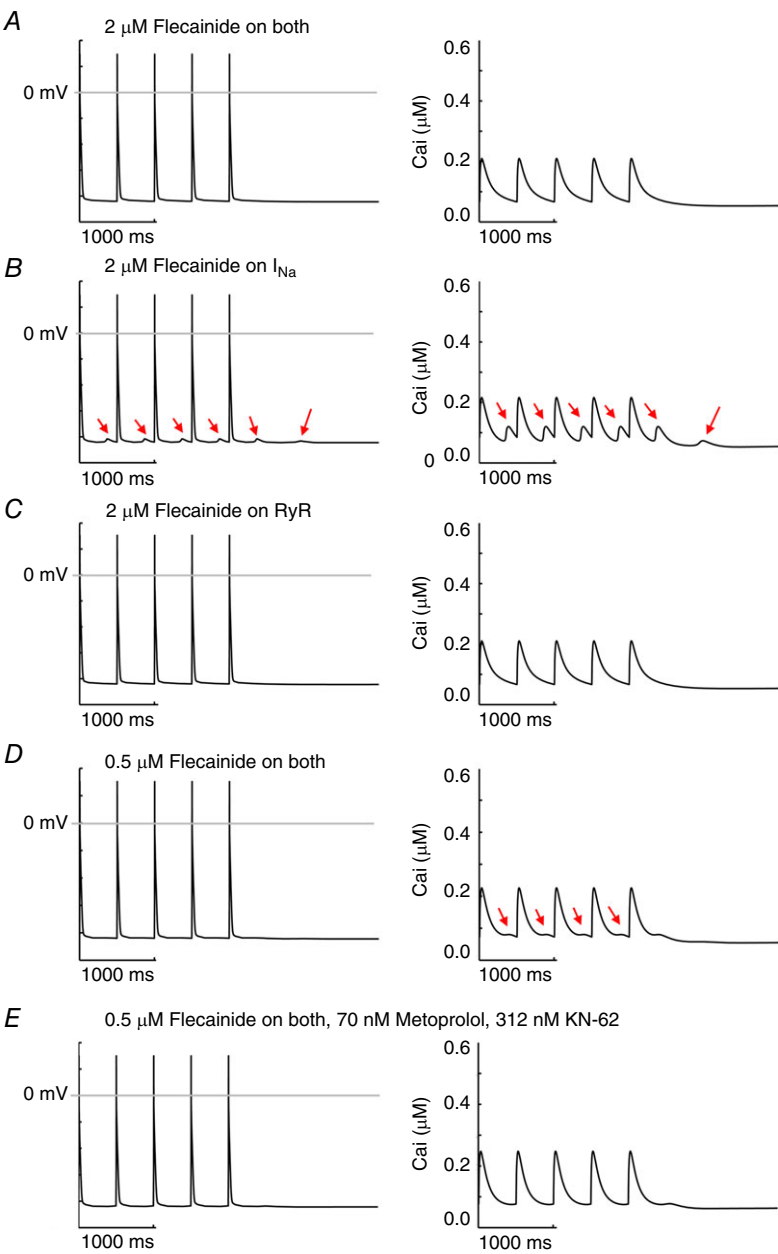 A
2 μM Flecainide on both
0 mV
1000 ms
Cai (μM)
0.6
0.4
0.2
0.0
1000 ms
B
2 μM Flecainide on INa
0 mV
1000 ms
Cai (μM)
0.6
0.4
0.2
0 0.0
1000 ms
C
2 μM Flecainide on RyR
0 mV
1000 ms
Cai (μM)
0.6
0.4
0.2
0.0
1000 ms
D
0.5 μM Flecainide on both
0 mV
1000 ms
Cai (μM)
0.6
0.4
0.2
0.0
1000 ms
E
0.5 μM Flecainide on both, 70 nM Metoprolol, 312 nM KN-62
0 mV
1000 ms
Cai (μM)
0.6
0.4
0.2
0.0
1000 ms